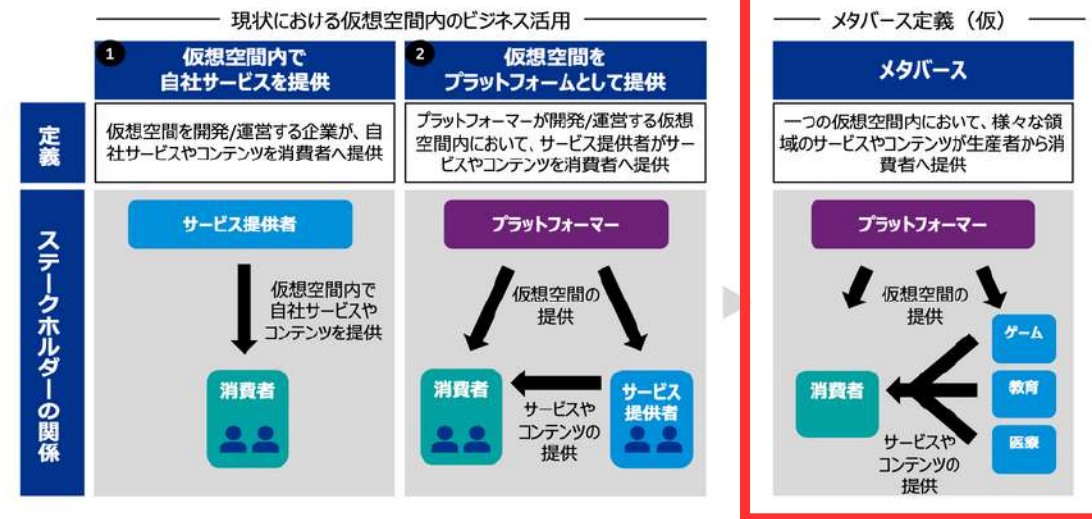 現状における仮想空間内のビジネス活用
メタバース定義（仮）
1
仮想空間内で
自社サービスを提供
2
仮想空間を
プラットフォームとして提供
メタバース
定義
仮想空間を開発/運営する企業が、自
社サービスやコンテンツを消費者へ提供
プラットフォーマーが開発/運営する仮想
空間内において、サービス提供者がサー
ビスやコンテンツを消費者へ提供
一つの仮想空間内において、様々な領
域のサービスやコンテンツが生産者から消
費者へ提供
ステークホルダーの関係
サービス提供者
仮想空間内で
自社サービスや
コンテンツを提供
消費者
プラットフォーマー
仮想空間の
提供
消費者
サービスや
コンテンツの
提供
サービス
提供者
プラットフォーマー
仮想空間の
提供
ゲーム
消費者
教育
サービスや
コンテンツの
提供
医療